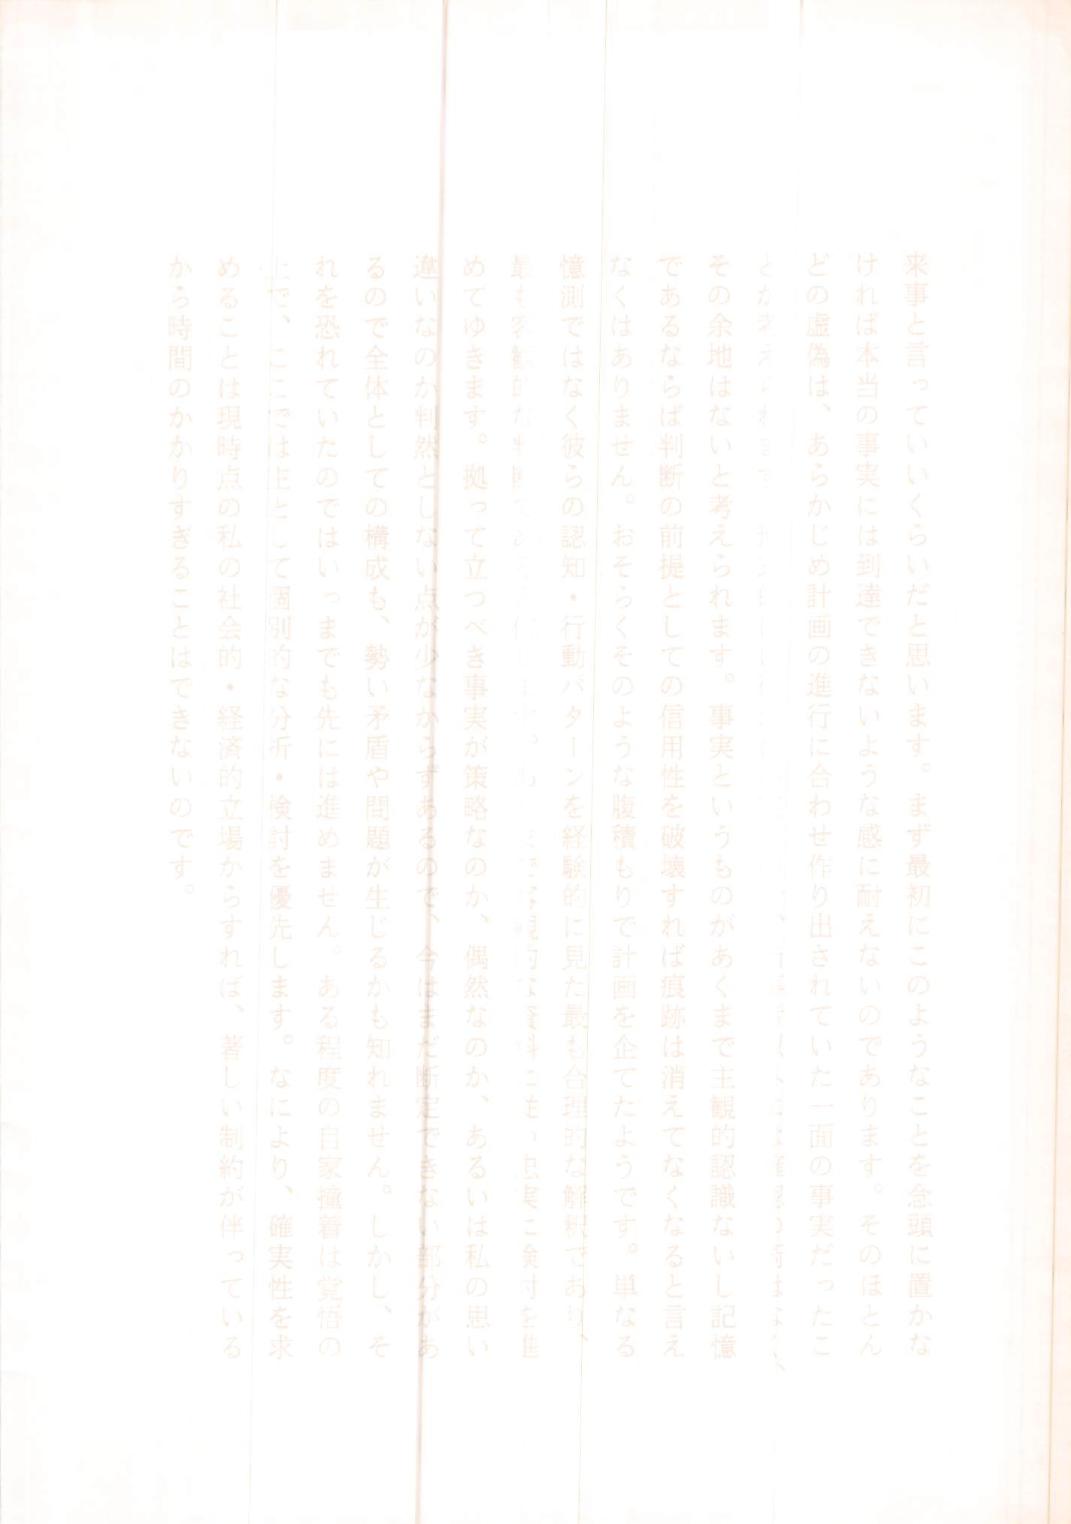 来事と言っていいくらいだと思います。まず最初にこのようなことを念頭に置かな
ければ本当の事実には到達できないような感に耐えないのであります。そのほとん
どの虚偽は、あらかじめ計画の進行に合わせ作り出されていた一面の事実だったこ
とが考えられます
その余地はないと考えられます。事実というものがあくまで主観的認識ないし記憶
であるならば判断の前提としての信用性を破壊すれば痕跡は消えてなくなると言え
なくはありません。おそらくそのような腹積もりで計画を企てたようです。単なる
憶測ではなく彼らの認知・行動パターンを経験的に見た最も合理的な解釈であり、
最も客観的な判断で 忠実に検討を進
めてゆきます。拠って立つべき事実が策略なのか、偶然なのか、あるいは私の思い
違いなのか判然としない点が少なからずあるので、今はまだ断定できない部分があ
るので全体としての構成も、勢い矛盾や問題が生じるかも知れません。しかし、そ
れを恐れていたのではいっまでも先には進めません。ある程度の自家撞着は覚悟の
上で、ここでは主として個別的な分析・検討を優先します。なにより、確実性を求
めることは現時点の私の社会的・経済的立場からすれば、著しい制約が伴っている
から時間のかかりすぎることはできないのです。